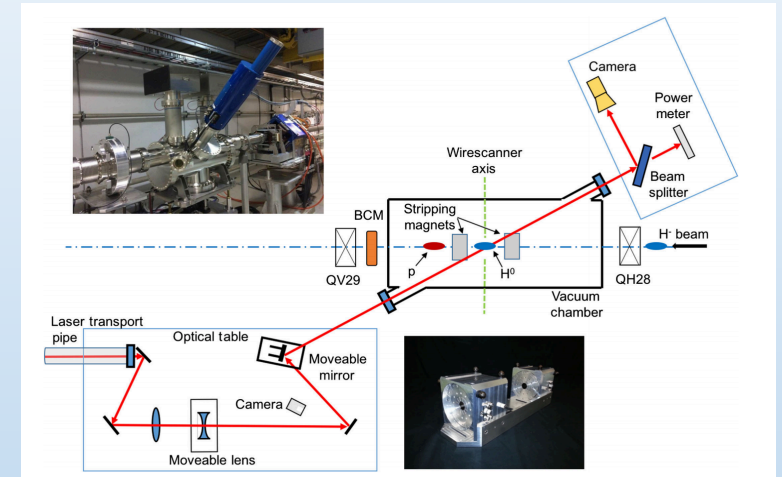 Camera
Power
meter
Wirescanner
axis
Beam
splitter
BCM
Stripping
magnets
H- beam
p
H0
QV29
QH28
Vacuum
chamber
Laser transport
pipe
Optical table
Moveable
mirror
Camera
Moveable lens